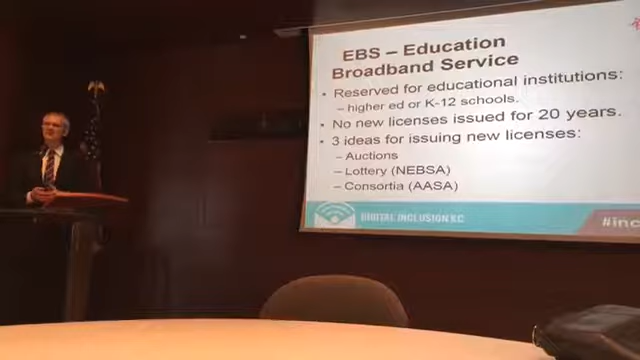 EBS – Education
Broadband Service
• Reserved for educational institutions:
– higher ed or K-12 schools.
• No new licenses issued for 20 years.
• 3 ideas for issuing new licenses:
– Auctions
– Lottery (NEBSA)
– Consortia (AASA)
DIGITAL INCLUSION KC
#inc